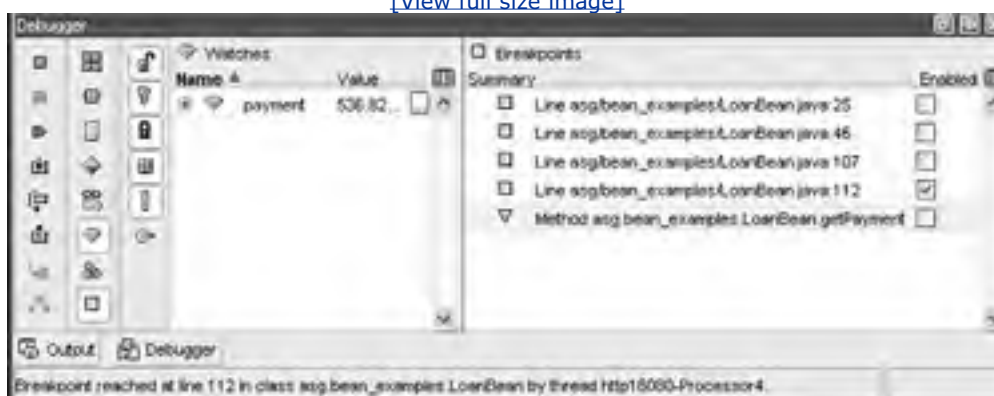 [View full size image]
Debugger
Watches
Name Value
payment 536.82...
Breakpoints
Summary Enabled
Line asg/bean_examples/LoanBean.java:25
Line asg/bean_examples/LoanBean.java:46
Line asg/bean_examples/LoanBean.java:107
Line asg/bean_examples/LoanBean.java:112
Method asg.bean_examples.LoanBean.getPayment
Output Debugger
Breakpoint reached at line 112 in class asg.bean_examples.LoanBean by thread http18080-Processor4.